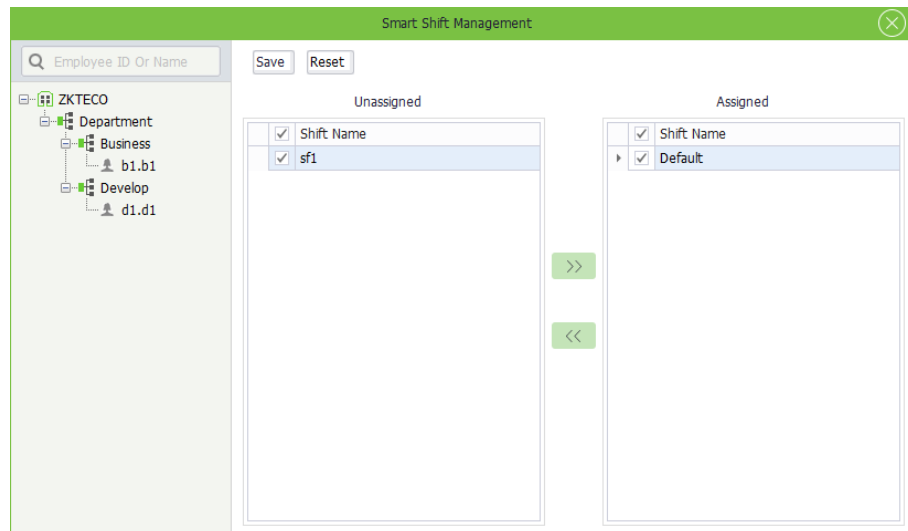 Smart Shift Management
Employee ID Or Name
ZKTECO
Department
Business
b1.b1
Develop
d1.d1
Save Reset
Unassigned
Shift Name
sf1
>>
<<
Assigned
Shift Name
Default